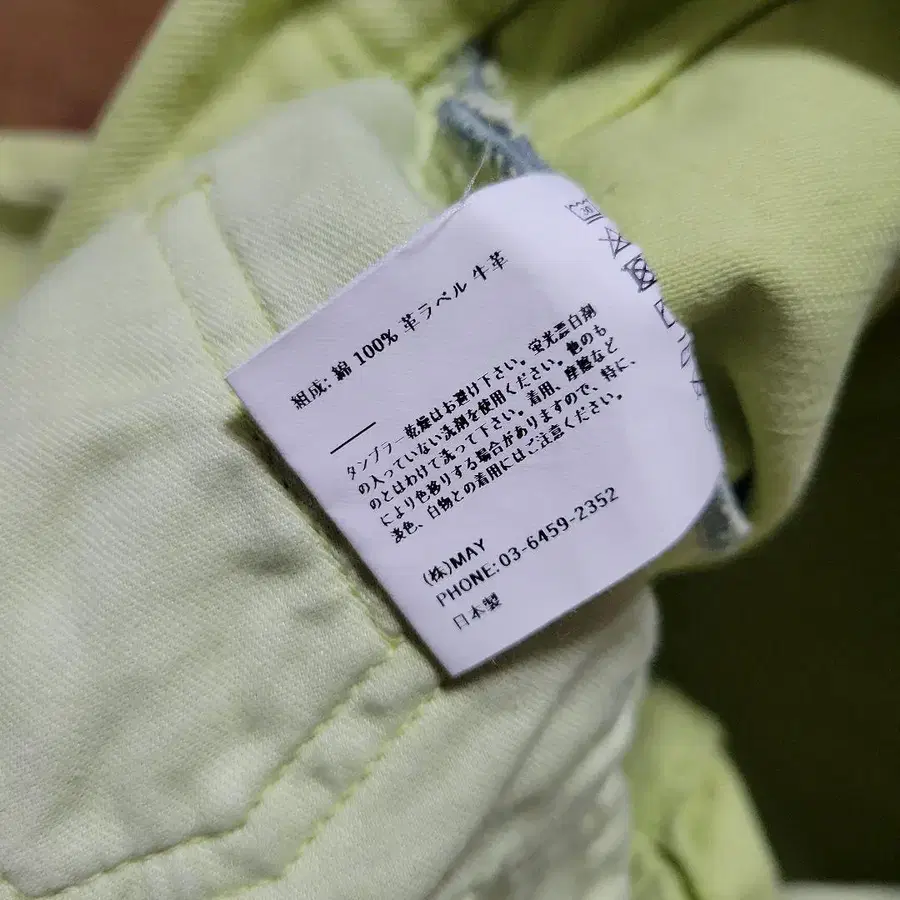 組成: 綿 100% 革ラベル 牛革
タンブラー乾燥はお避け下さい。蛍光増白剤
の入っていない洗剤を使用ください。他のも
のとはわけて洗って下さい。着用、摩擦など
により色移りする場合がありますので、特に、
淡色、白物との着用にはご注意ください。
(株)MAY
PHONE: 03-6459-2352
日本製
30